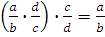 (a/b · d/c) · c/d = a/b